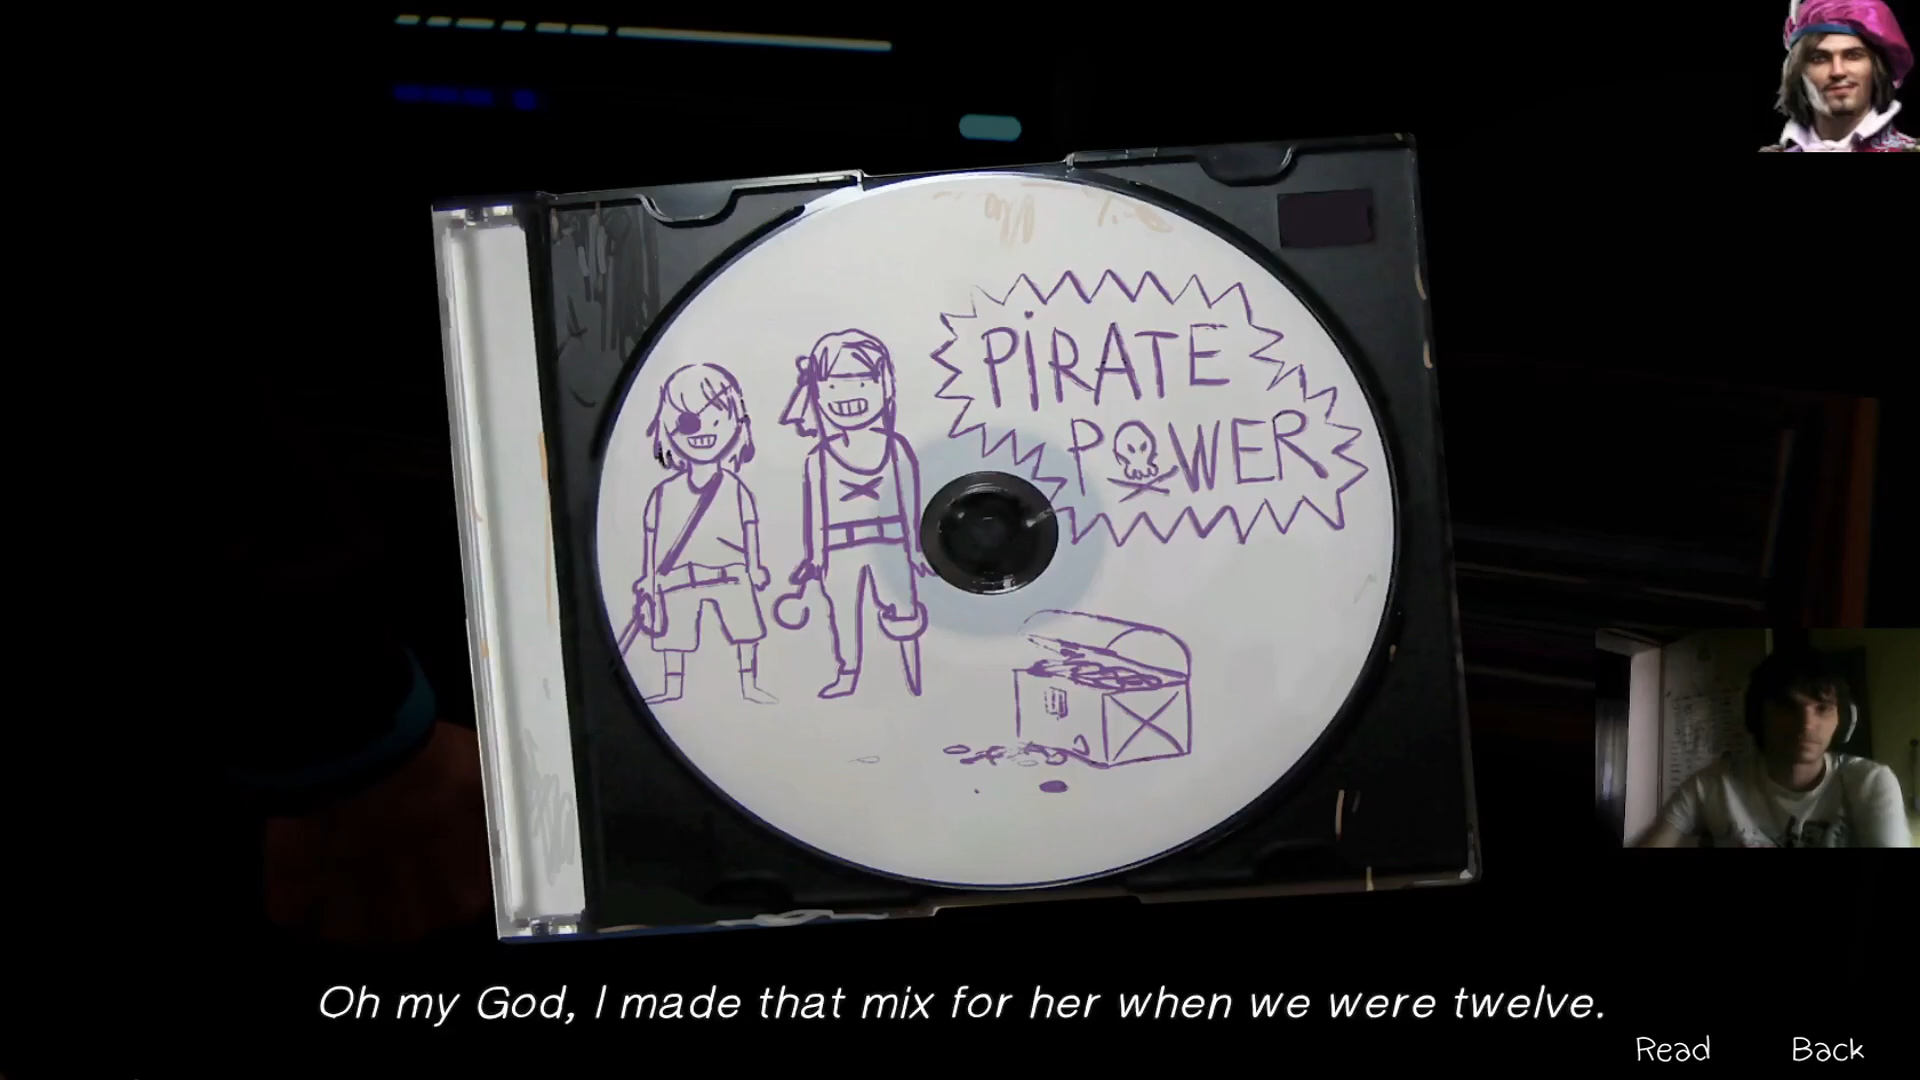 PiRATE
POWER
Oh my God, I made that mix for her when we were twelve.
Read Back